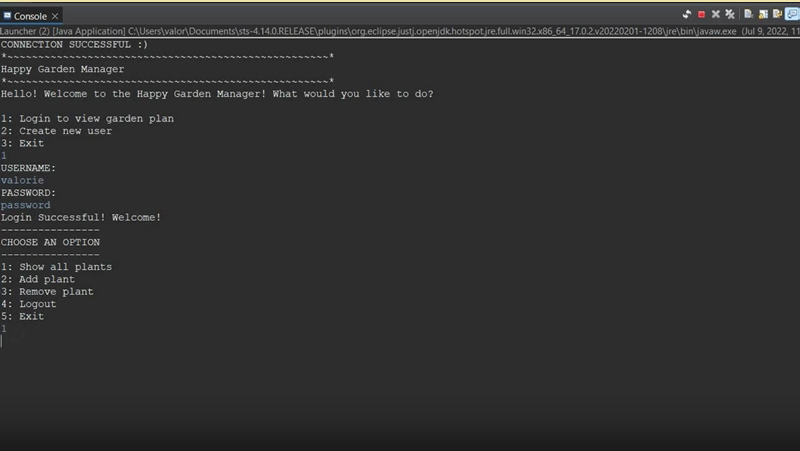 Console
Launcher (2) [Java Application] C:\Users\valor\Documents\sts-4.14.0.RELEASE\plugins\org.eclipse.justj.openjdk.hotspot.jre.full.win32.x86_64_17.0.2.v20220201-1208\jre\bin\javaw.exe (Jul 9, 2022, 11
CONNECTION SUCCESSFUL :)
*~~~~~~~~~~~~~~~~~~~~~~~~~~~~~~~~~~~~~~~~~~~~~~~~~~~~*
Happy Garden Manager
*~~~~~~~~~~~~~~~~~~~~~~~~~~~~~~~~~~~~~~~~~~~~~~~~~~~~*
Hello! Welcome to the Happy Garden Manager! What would you like to do?
1: Login to view garden plan
2: Create new user
3: Exit
1
USERNAME:
valorie
PASSWORD:
password
Login Successful! Welcome!
----------------
CHOOSE AN OPTION
----------------
1: Show all plants
2: Add plant
3: Remove plant
4: Logout
5: Exit
1